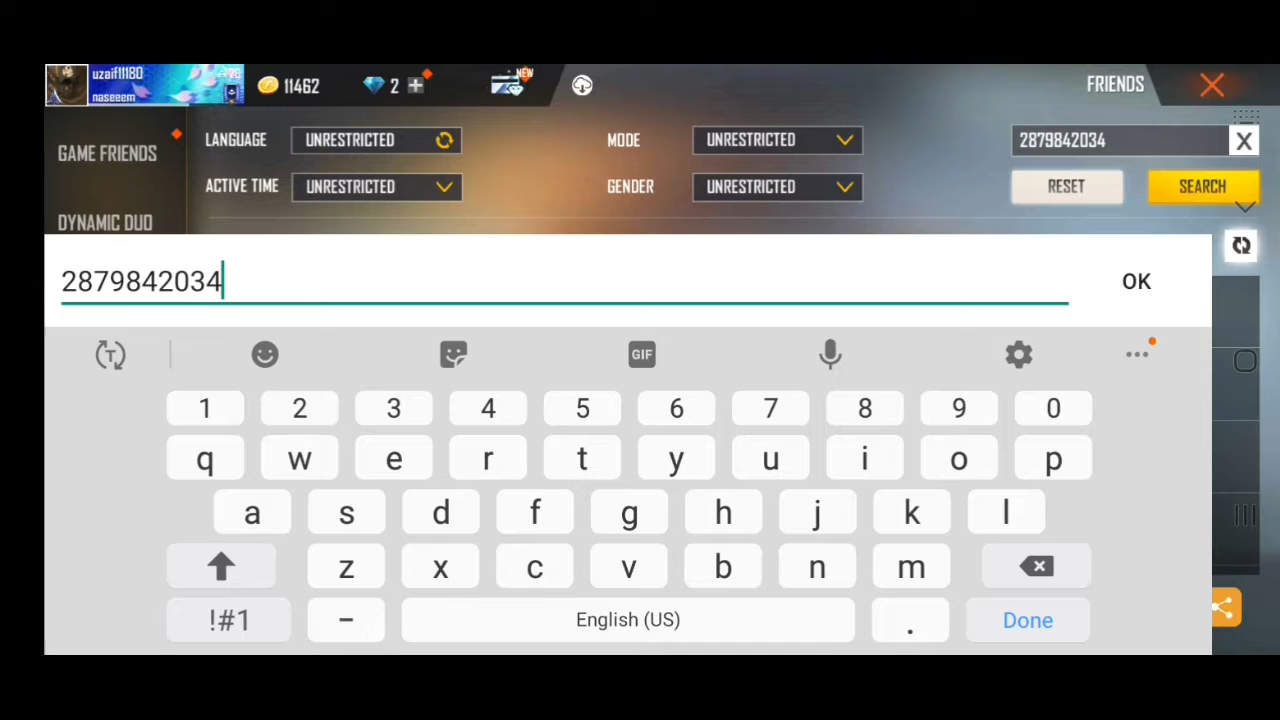 uzaif11180
naseeem
11462
2
NEW
FRIENDS
GAME FRIENDS
DYNAMIC DUO
LANGUAGE UNRESTRICTED
MODE UNRESTRICTED
2879842034 X
ACTIVE TIME UNRESTRICTED
GENDER UNRESTRICTED
RESET SEARCH
2879842034
OK
T
GIF
1 2 3 4 5 6 7 8 9 0
q w e r t y u i o p
a s d f g h j k l
z x c v b n m
!#1 - English (US) . Done